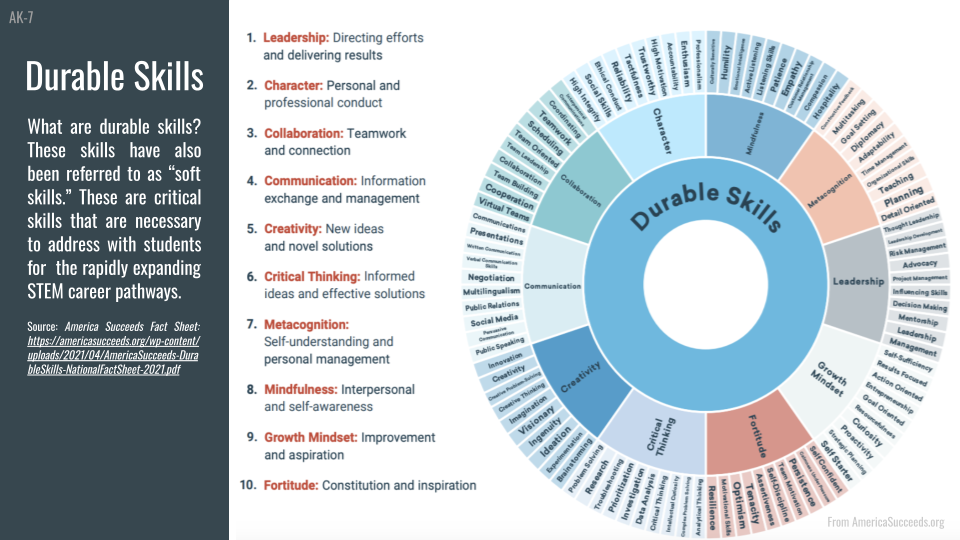 AK-7
Durable Skills
What are durable skills?
These skills have also
been referred to as “soft
skills.” These are critical
skills that are necessary
to address with students
for the rapidly expanding
STEM career pathways.
Source: America Succeeds Fact Sheet:
https://americasucceeds.org/wp-content/
uploads/2021/04/AmericaSucceeds-Dura
bleSkills-NationalFactSheet-2021.pdf
1. Leadership: Directing efforts
and delivering results
2. Character: Personal and
professional conduct
3. Collaboration: Teamwork
and connection
4. Communication: Information
exchange and management
5. Creativity: New ideas
and novel solutions
6. Critical Thinking: Informed
ideas and effective solutions
7. Metacognition:
Self-understanding and
personal management
8. Mindfulness: Interpersonal
and self-awareness
9. Growth Mindset: Improvement
and aspiration
10. Fortitude: Constitution and inspiration
Durable Skills
Mindfulness
Metacognition
Leadership
Growth
Mindset
Fortitude
Critical
Thinking
Creativity
Communication
Collaboration
Character
Culturally Sensitive
Humility
Emotional Intelligence
Active Listening
Listening Skills
Patience
Empathy
Compassion
Hospitality
Constructive Feedback
Multitasking
Goal Setting
Diplomacy
Adaptability
Time Management
Organizational Skills
Teaching
Planning
Detail Oriented
Thought Leadership
Leadership Development
Risk Management
Advocacy
Project Management
Influencing Skills
Decision Making
Mentorship
Leadership
Management
Self-Sufficiency
Results Focused
Action Oriented
Entrepreneurship
Goal Oriented
Resourcefulness
Curiosity
Proactivity
Strategic Planning
Self Starter
Self Confident
Persistence
Team Motivation
Self-Discipline
Assertiveness
Tenacity
Optimism
Motivational Skills
Resilience
Analytical Thinking
Complex Problem Solving
Intellectual Curiosity
Critical Thinking
Data Analysis
Investigation
Prioritization
Troubleshooting
Research
Problem Solving
Brainstorming
Experimentation
Ideation
Ingenuity
Visionary
Imagination
Creative Thinking
Creative Problem Solving
Creativity
Innovation
Public Speaking
Persuasive
Communication
Social Media
Public Relations
Multilingualism
Negotiation
Verbal Communication
Skills
Written Communication
Presentations
Communications
Virtual Teams
Cooperation
Team Building
Collaboration
Team Leadership
Team Oriented
Scheduling
Teamwork
Coordinating
High Integrity
Social Skills
Ethical Conduct
Reliability
Tactfulness
Trustworthy
High Motivation
Accountability
Enthusiasm
Professionalism
From AmericaSucceeds.org